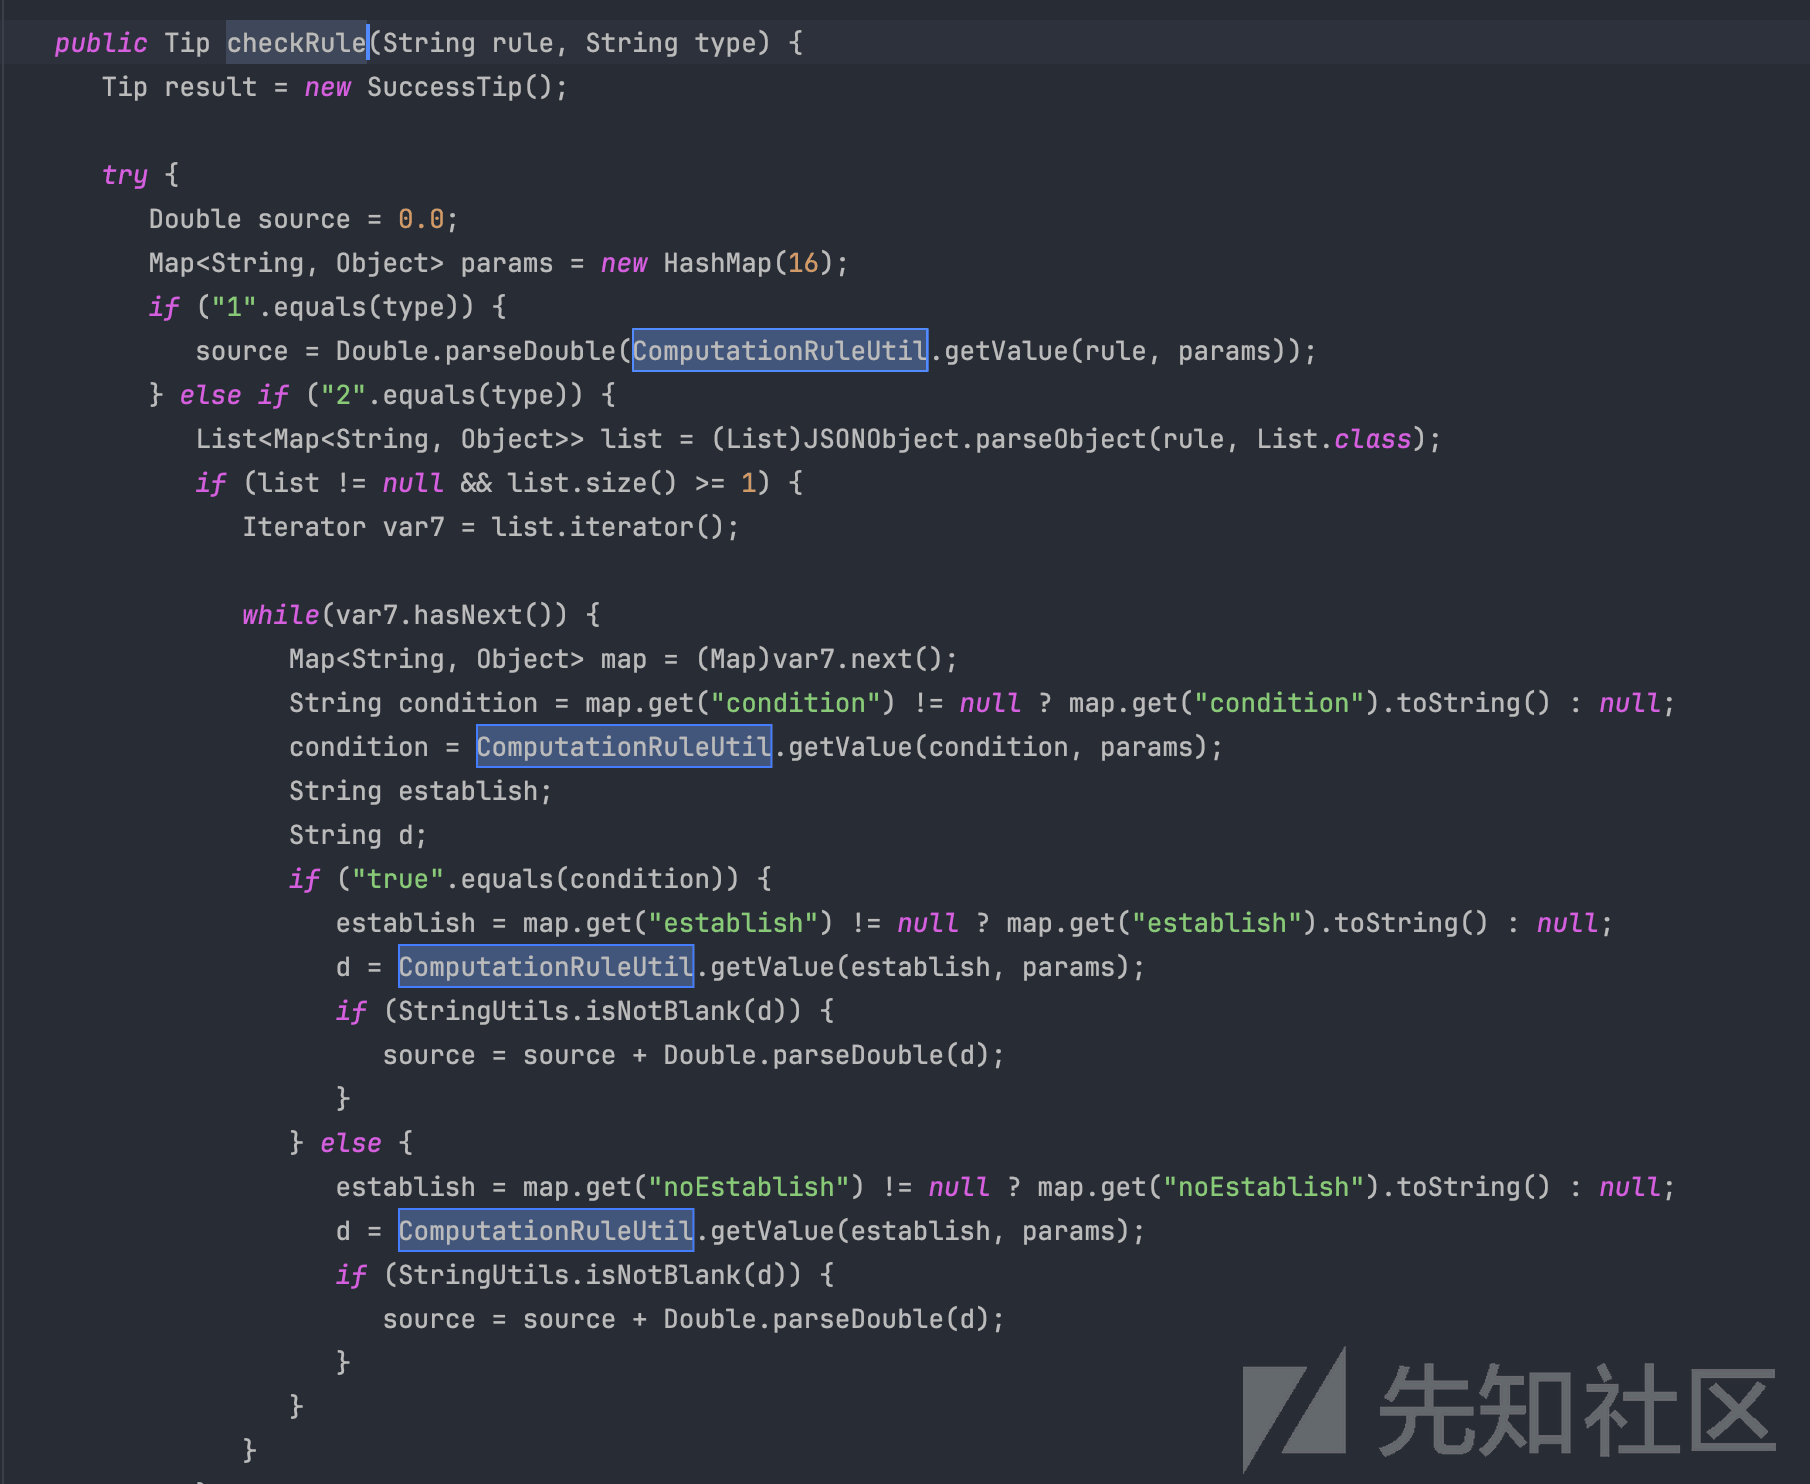 public Tip checkRule(String rule, String type) {
Tip result = new SuccessTip();
try {
Double source = 0.0;
Map<String, Object> params = new HashMap(16);
if ("1".equals(type)) {
source = Double.parseDouble(ComputationRuleUtil.getValue(rule, params));
} else if ("2".equals(type)) {
List<Map<String, Object>> list = (List)JSONObject.parseObject(rule, List.class);
if (list != null && list.size() >= 1) {
Iterator var7 = list.iterator();
while(var7.hasNext()) {
Map<String, Object> map = (Map)var7.next();
String condition = map.get("condition") != null ? map.get("condition").toString() : null;
condition = ComputationRuleUtil.getValue(condition, params);
String establish;
String d;
if ("true".equals(condition)) {
establish = map.get("establish") != null ? map.get("establish").toString() : null;
d = ComputationRuleUtil.getValue(establish, params);
if (StringUtils.isNotBlank(d)) {
source = source + Double.parseDouble(d);
}
} else {
establish = map.get("noEstablish") != null ? map.get("noEstablish").toString() : null;
d = ComputationRuleUtil.getValue(establish, params);
if (StringUtils.isNotBlank(d)) {
source = source + Double.parseDouble(d);
}
}
}
先知社区